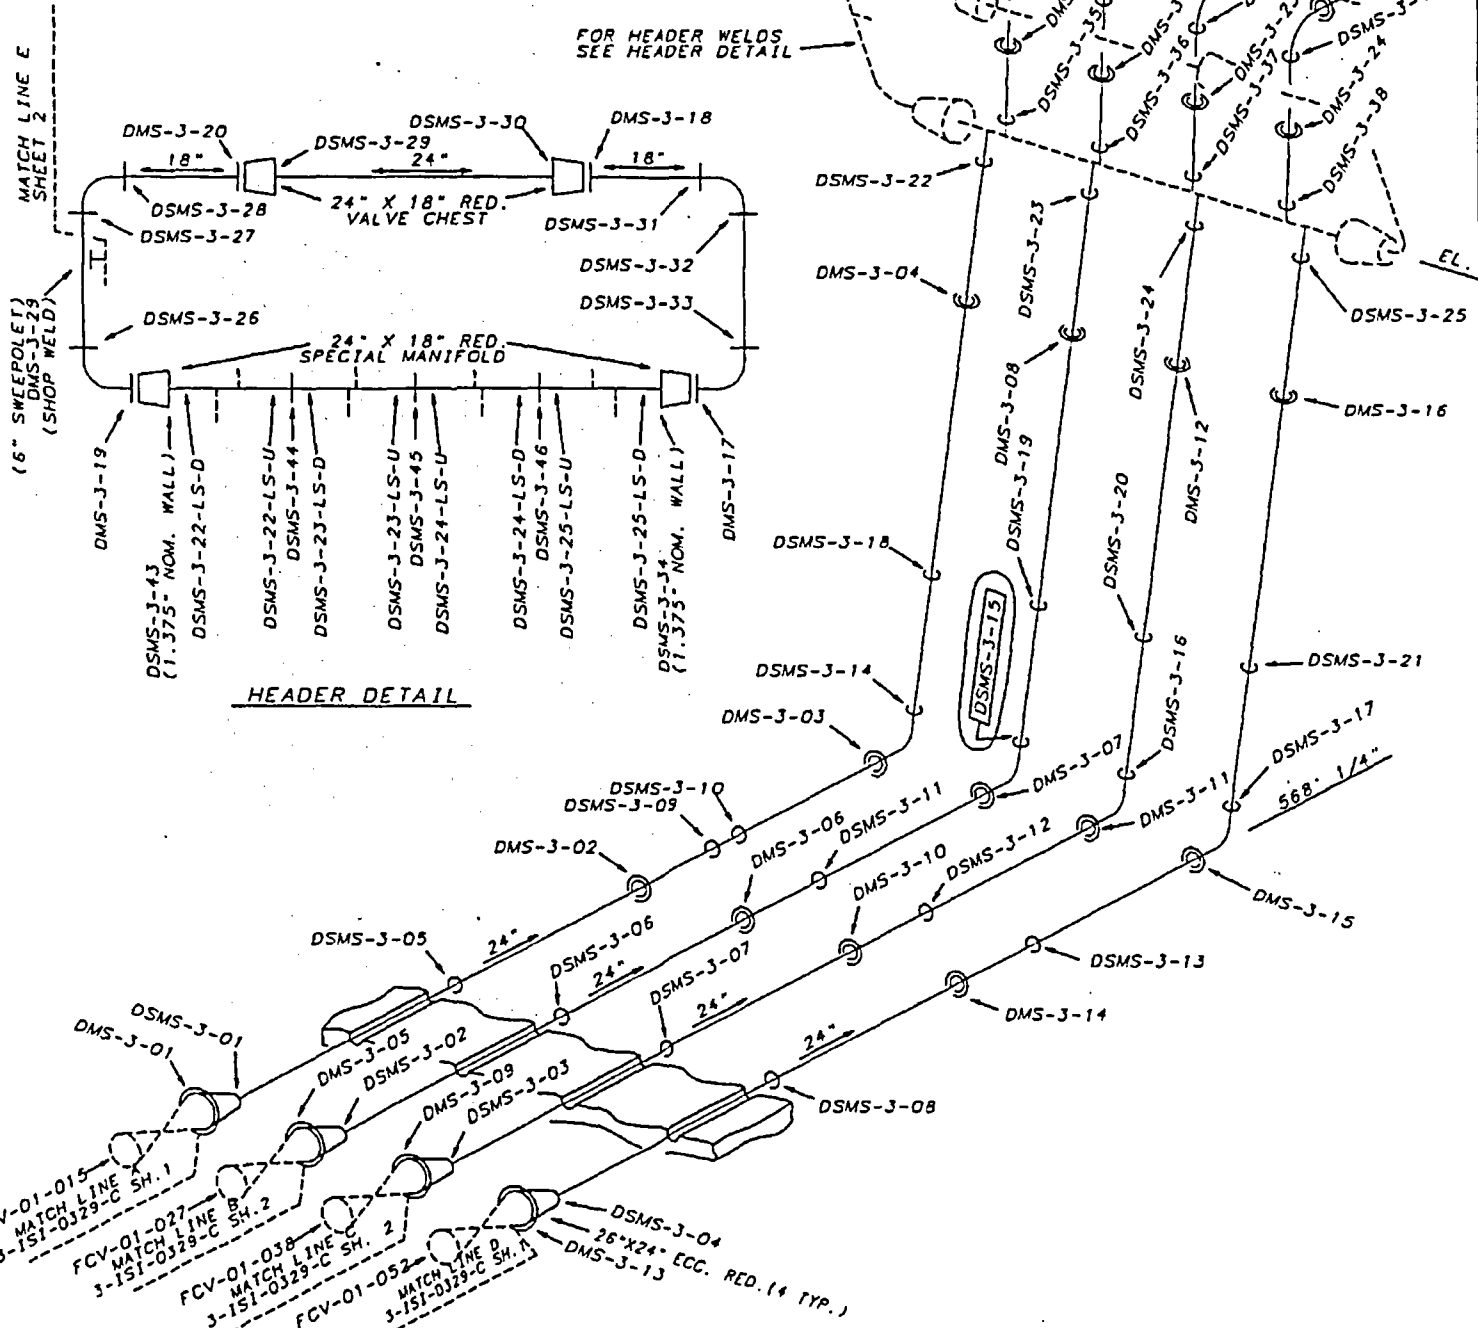 MATCH LINE E
SHEET 2
FOR HEADER WELDS
SEE HEADER DETAIL
DMS-3-20
DSMS-3-29
DSMS-3-30
DMS-3-18
18"
24"
18"
DSMS-3-28
24" X 18" RED.
VALVE CHEST
DSMS-3-31
DSMS-3-27
DSMS-3-32
DSMS-3-33
DSMS-3-26
(6" SWEEPOLET)
DMS-3-29
(SHOP WELD)
24" X 18" RED.
SPECIAL MANIFOLD
DMS-3-19
DSMS-3-43
(1.375" NOM. WALL)
DSMS-3-22-LS-D
DSMS-3-22-LS-U
DSMS-3-44
DSMS-3-23-LS-D
DSMS-3-23-LS-U
DSMS-3-45
DSMS-3-24-LS-U
DSMS-3-24-LS-D
DSMS-3-46
DSMS-3-25-LS-U
DSMS-3-25-LS-D
DSMS-3-34
(1.375" NOM. WALL)
DMS-3-17
HEADER DETAIL
DSMS-3-35
DSMS-3-36
DSMS-3-37
DMS-3-24
DSMS-3-38
EL.
DSMS-3-22
DSMS-3-23
DSMS-3-24
DSMS-3-25
DMS-3-04
DMS-3-08
DMS-3-12
DMS-3-16
DSMS-3-18
DSMS-3-19
DSMS-3-20
DSMS-3-21
DSMS-3-14
DSMS-3-15
DSMS-3-16
DSMS-3-17
568' 1/4"
DMS-3-03
DMS-3-07
DMS-3-11
DMS-3-15
DSMS-3-10
DSMS-3-09
DSMS-3-11
DSMS-3-12
DSMS-3-13
DMS-3-02
DMS-3-06
DMS-3-10
DMS-3-14
DSMS-3-05
24"
DSMS-3-06
24"
DSMS-3-07
24"
24"
DSMS-3-08
DSMS-3-01
DMS-3-01
DMS-3-05
DSMS-3-02
DMS-3-09
DSMS-3-03
DSMS-3-04
26"X24" ECC. RED.(4 TYP.)
DMS-3-13
V-01-015
MATCH LINE A
3-ISI-0329-C SH.1
FCV-01-027
MATCH LINE B
3-ISI-0329-C SH.2
FCV-01-038
MATCH LINE C
3-ISI-0329-C SH. 2
FCV-01-052
MATCH LINE D
3-ISI-0329-C SH.1